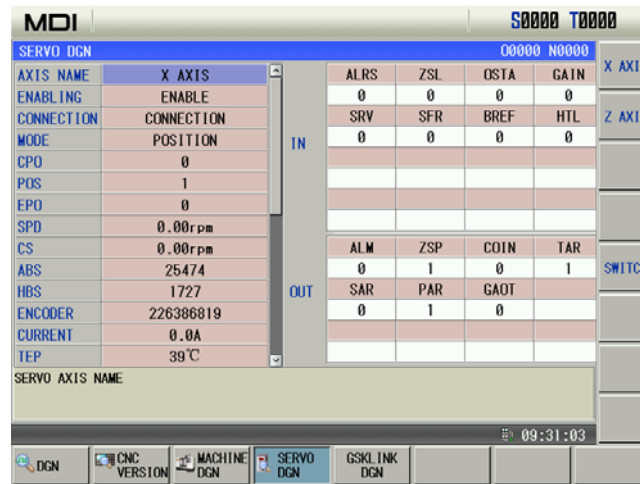 MDI S0000 T0000
SERVO DGN O0000 N0000
AXIS NAME X AXIS
ENABLING ENABLE
CONNECTION CONNECTION
MODE POSITION
CPO 0
POS 1
EPO 0
SPD 0.00rpm
CS 0.00rpm
ABS 25474
HBS 1727
ENCODER 226386819
CURRENT 0.0A
TEP 39℃
IN
ALRS ZSL OSTA GAIN
0 0 0 0
SRV SFR BREF HTL
0 0 0 0
OUT
ALM ZSP COIN TAR
0 1 0 1
SAR PAR GAOT
0 1 0
X AXI
Z AXI
SWITC
SERVO AXIS NAME
09:31:03
DGN
CNC
VERSION
MACHINE
DGN
SERVO
DGN
GSKLINK
DGN